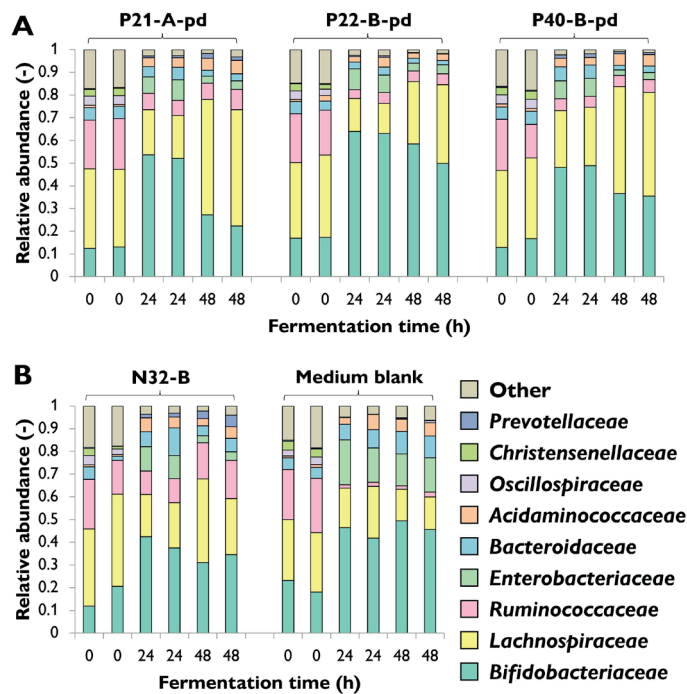 A
P21-A-pd P22-B-pd P40-B-pd
Relative abundance (-)
1
0.9
0.8
0.7
0.6
0.5
0.4
0.3
0.2
0.1
0
0 0 24 24 48 48 0 0 24 24 48 48 0 0 24 24 48 48
Fermentation time (h)
B
N32-B Medium blank
Relative abundance (-)
1
0.9
0.8
0.7
0.6
0.5
0.4
0.3
0.2
0.1
0
0 0 24 24 48 48 0 0 24 24 48 48
Fermentation time (h)
Other
Prevotellaceae
Christensenellaceae
Oscillospiraceae
Acidaminococcaceae
Bacteroidaceae
Enterobacteriaceae
Ruminococcaceae
Lachnospiraceae
Bifidobacteriaceae